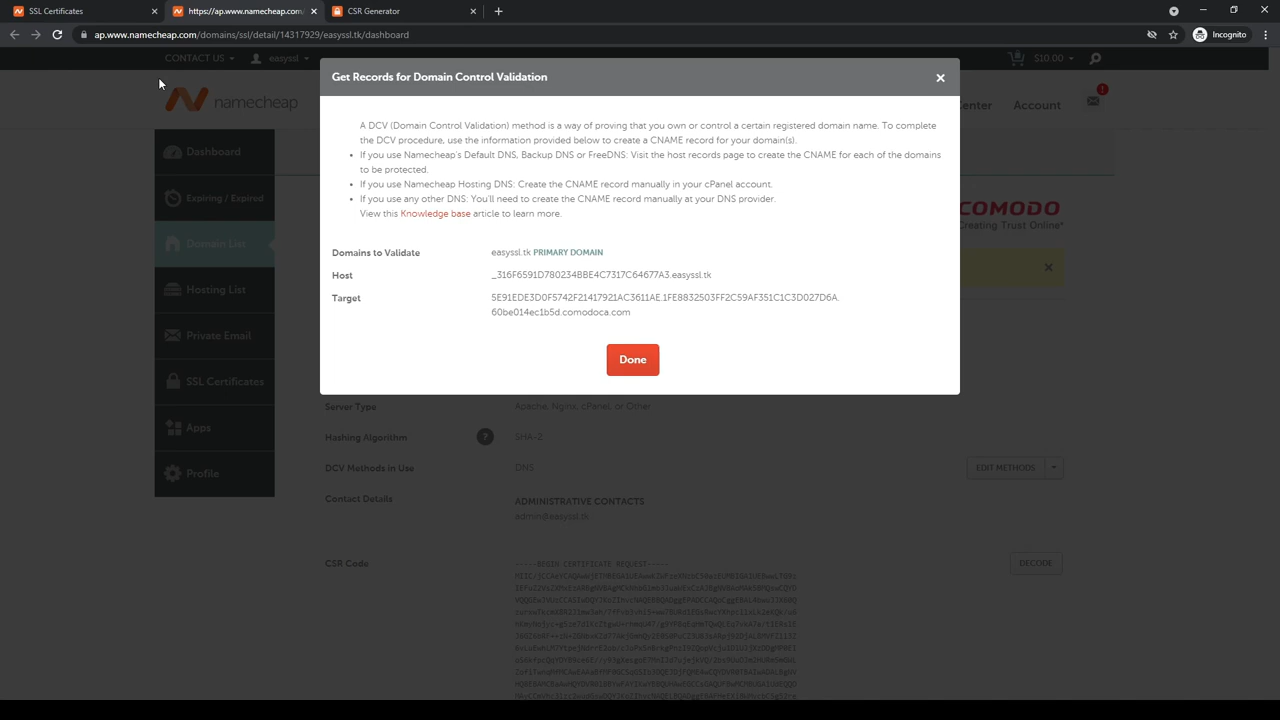 SSL Certificates
https://ap.www.namecheap.com/
CSR Generator
ap.www.namecheap.com/domains/ssl/detail/14317929/easyssl.tk/dashboard
Incognito
CONTACT US
easyssl
$10.00
Get Records for Domain Control Validation
namecheap
Center
Account
!
A DCV (Domain Control Validation) method is a way of proving that you own or control a certain registered domain name. To complete
the DCV procedure, use the information provided below to create a CNAME record for your domain(s).
• If you use Namecheap's Default DNS, Backup DNS or FreeDNS: Visit the host records page to create the CNAME for each of the domains
to be protected.
• If you use Namecheap Hosting DNS: Create the CNAME record manually in your cPanel account.
• If you use any other DNS: You'll need to create the CNAME record manually at your DNS provider.
View this Knowledge base article to learn more.
Domains to Validate
easyssl.tk PRIMARY DOMAIN
Host
_316F6591D780234BBE4C7317C64677A3.easyssl.tk
Target
5E91EDE3D0F5742F21417921AC3611AE.1FE8832503FF2C59AF351C1C3D027D6A.
60be014ec1b5d.comodoca.com
Done
Dashboard
Expiring / Expired
Domain List
Hosting List
Private Email
SSL Certificates
Apps
Profile
COMODO
Creating Trust Online*
Server Type
Apache, Nginx, cPanel, or Other
Hashing Algorithm
?
SHA-2
DCV Methods in Use
DNS
EDIT METHODS
Contact Details
ADMINISTRATIVE CONTACTS
admin@easyssl.tk
CSR Code
-----BEGIN CERTIFICATE REQUEST-----
DECODE